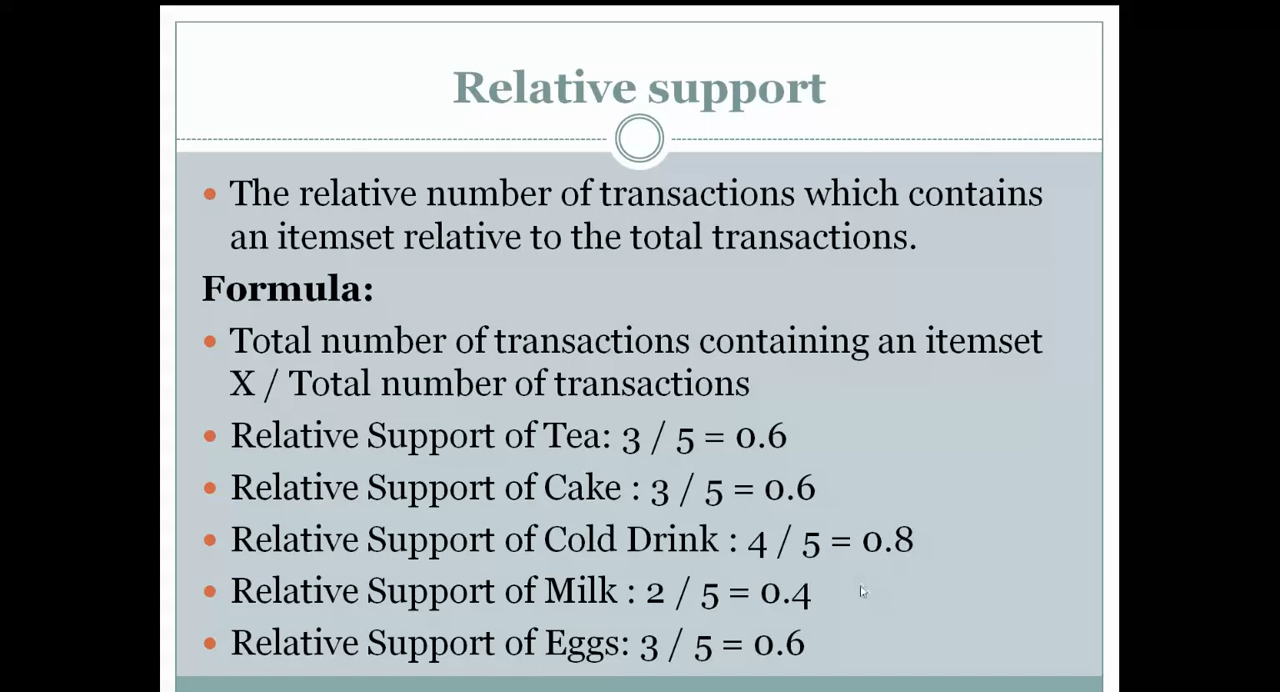 Relative support
• The relative number of transactions which contains
an itemset relative to the total transactions.
Formula:
• Total number of transactions containing an itemset
X / Total number of transactions
• Relative Support of Tea: 3 / 5 = 0.6
• Relative Support of Cake : 3 / 5 = 0.6
• Relative Support of Cold Drink : 4 / 5 = 0.8
• Relative Support of Milk : 2 / 5 = 0.4
• Relative Support of Eggs: 3 / 5 = 0.6